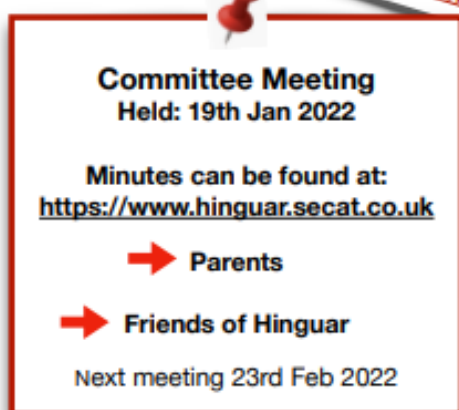 Committee Meeting
Held: 19th Jan 2022
Minutes can be found at:
https://www.hinguar.secat.co.uk
Parents
Friends of Hinguar
Next meeting 23rd Feb 2022